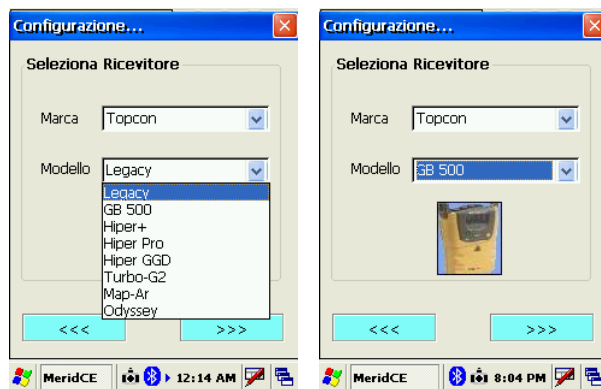 Configurazione...
Seleziona Ricevitore
Marca Topcon
Modello Legacy
Legacy
GB 500
Hiper+
Hiper Pro
Hiper GGD
Turbo-G2
Map-Ar
Odyssey
<<< >>>
MeridCE 12:14 AM
Configurazione...
Seleziona Ricevitore
Marca Topcon
Modello GB 500
<<< >>>
MeridCE 8:04 PM